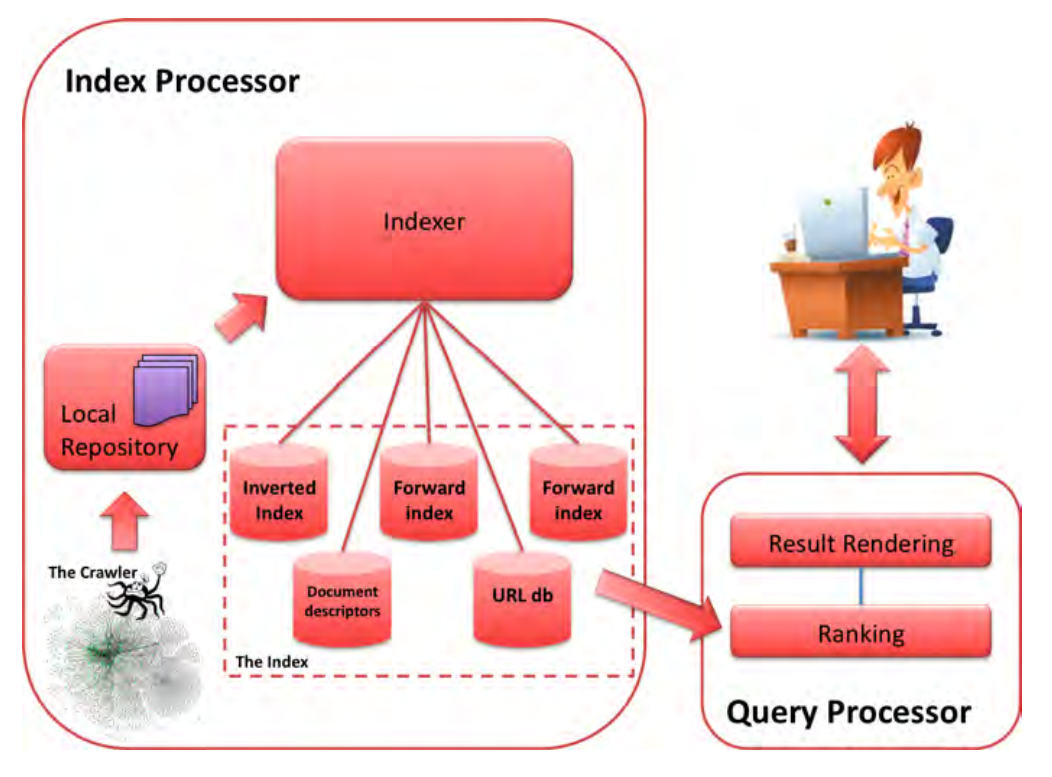 Index Processor
Indexer
Local
Repository
Inverted
Index
Forward
index
Forward
index
The Crawler
Document
descriptors
URL db
The Index
Result Rendering
Ranking
Query Processor